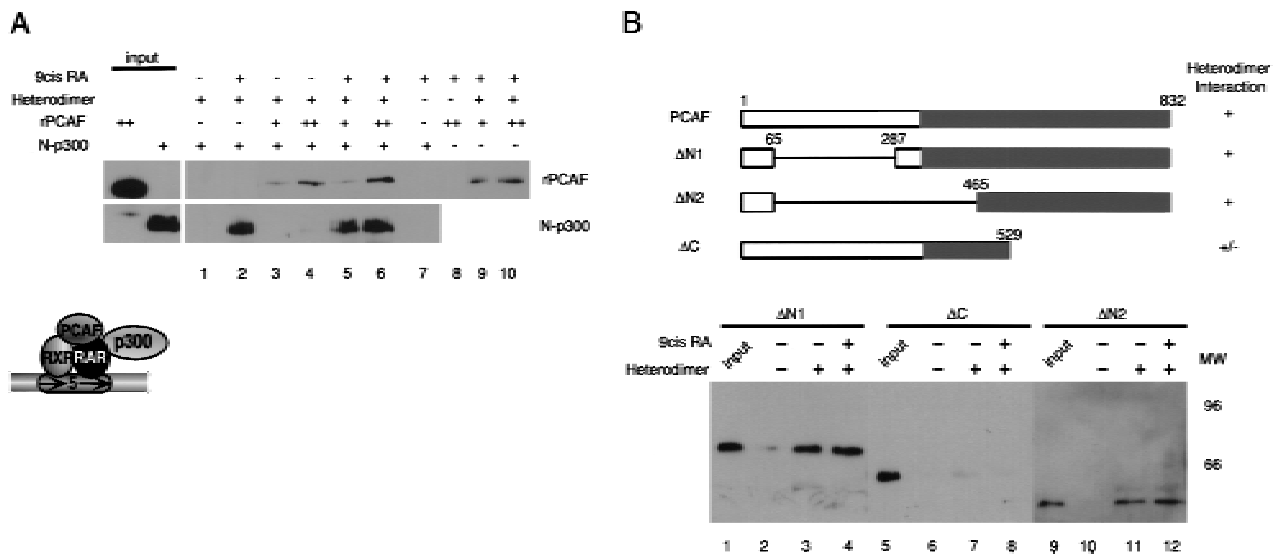 A
input
9cis RA - + - - + + + + + +
Heterodimer + + + + + + - - + +
rPCAF ++ - - + ++ + ++ - ++ + ++
N-p300 + + + + + + + + - - -
rPCAF
N-p300
1 2 3 4 5 6 7 8 9 10
PCAF
p300
RXR RAR
5
B
Heterodimer
Interaction
1 832
PCAF +
65 287
ΔN1 +
465
ΔN2 +
529
ΔC +/-
ΔN1 ΔC ΔN2
9cis RA + + +
input input input
Heterodimer - + + - + + - + +
MW
96
66
1 2 3 4 5 6 7 8 9 10 11 12